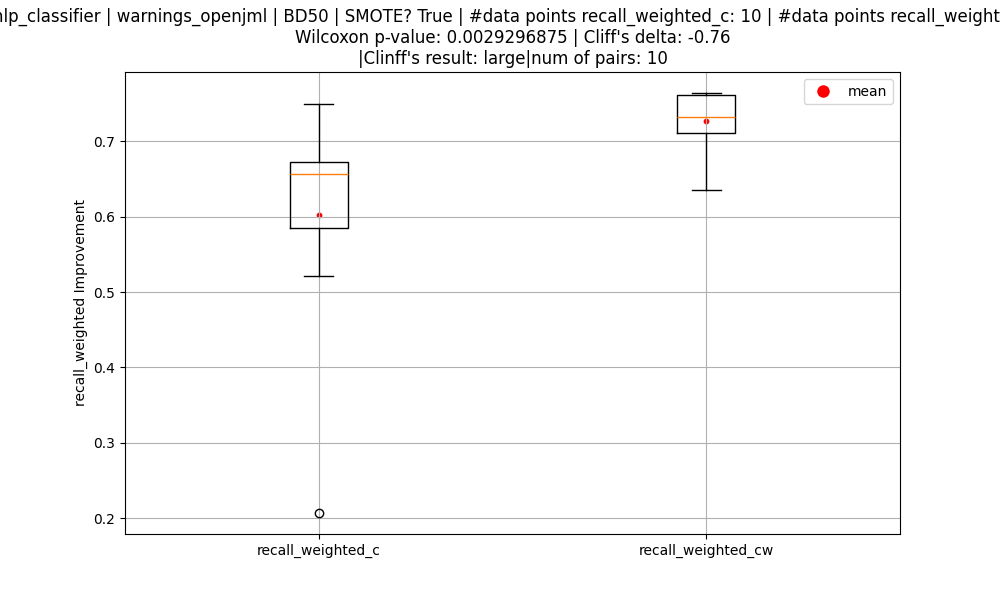 lp_classifier | warnings_openjml | BD50 | SMOTE? True | #data points recall_weighted_c: 10 | #data points recall_weight
Wilcoxon p-value: 0.0029296875 | Cliff's delta: -0.76
|Clinff's result: large|num of pairs: 10
mean
0.7
0.6
0.5
0.4
0.3
0.2
recall_weighted Improvement
recall_weighted_c
recall_weighted_cw